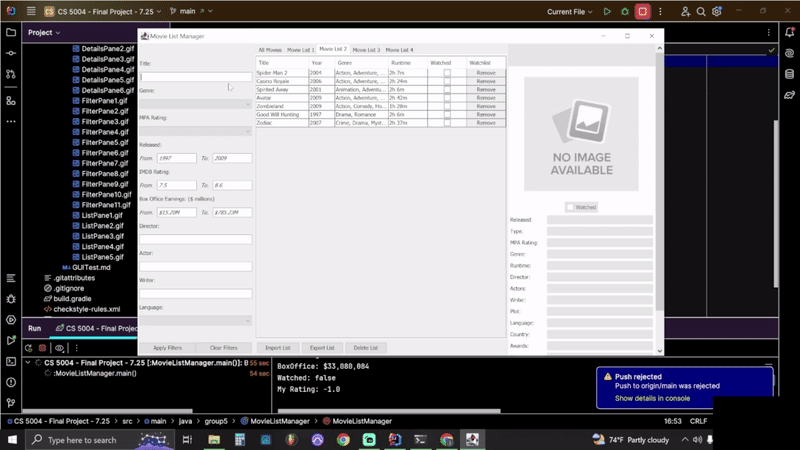 CS 5004 - Final Project - 7.25
main
Current File
Project
DetailsPane2.gif
DetailsPane3.gif
DetailsPane4.gif
DetailsPane5.gif
DetailsPane6.gif
FilterPane1.gif
FilterPane2.gif
FilterPane3.gif
FilterPane4.gif
FilterPane5.gif
FilterPane6.gif
FilterPane7.gif
FilterPane8.gif
FilterPane9.gif
FilterPane10.gif
FilterPane11.gif
ListPane1.gif
ListPane2.gif
ListPane3.gif
ListPane4.gif
ListPane5.gif
GUITest.md
.gitattributes
.gitignore
build.gradle
checkstyle-rules.xml
Movie List Manager
Title:
Genre:
MPA Rating:
Released:
From: 1997 To: 2009
IMDB Rating:
From: 7.5 To: 8.6
Box Office Earnings: ($ millions)
From: $15.20M To: $785.23M
Director:
Actor:
Writer:
Language:
Apply Filters Clear Filters
All Movies Movie List 1 Movie List 2 Movie List 3 Movie List 4
Title Year Genre Runtime Watched Watchlist
Spider-Man 2 2004 Action, Adventure, ... 2h 7m Remove
Casino Royale 2006 Action, Adventure, ... 2h 24m Remove
Spirited Away 2001 Animation, Adventu... 2h 6m Remove
Avatar 2009 Action, Adventure, ... 2h 42m Remove
Zombieland 2009 Action, Comedy, Ho... 1h 28m Remove
Good Will Hunting 1997 Drama, Romance 2h 6m Remove
Zodiac 2007 Crime, Drama, Myst... 2h 37m Remove
Import List Export List Delete List
NO IMAGE
AVAILABLE
Watched
Released:
Type:
MPA Rating:
Genre:
Runtime:
Director:
Actors:
Writer:
Plot:
Language:
Country:
Awards:
Run CS 5004 - Final Proje
CS 5004 - Final Project - 7.25 [:MovieListManager.main()]: 55 sec
:MovieListManager.main() 54 sec
BoxOffice: $33,080,084
Watched: false
My Rating: -1.0
Push rejected
Push to origin/main was rejected
Show details in console
CS 5004 - Final Project - 7.25 > src > main > java > group5 > MovieListManager > MovieListManager
16:53 CRLF
Type here to search
74°F Partly cloudy